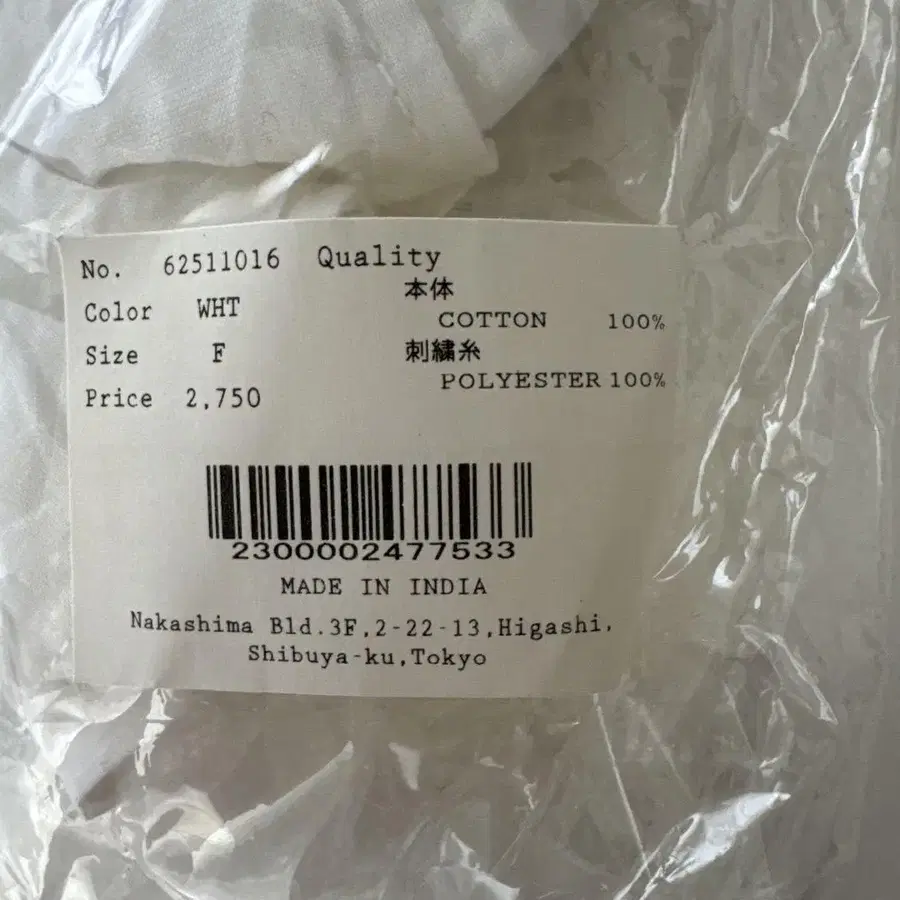 No. 62511016 Quality
本体
Color WHT
COTTON 100%
Size F
刺繍糸
POLYESTER 100%
Price 2,750
2300002477533
MADE IN INDIA
Nakashima Bld.3F,2-22-13,Higashi,
Shibuya-ku,Tokyo